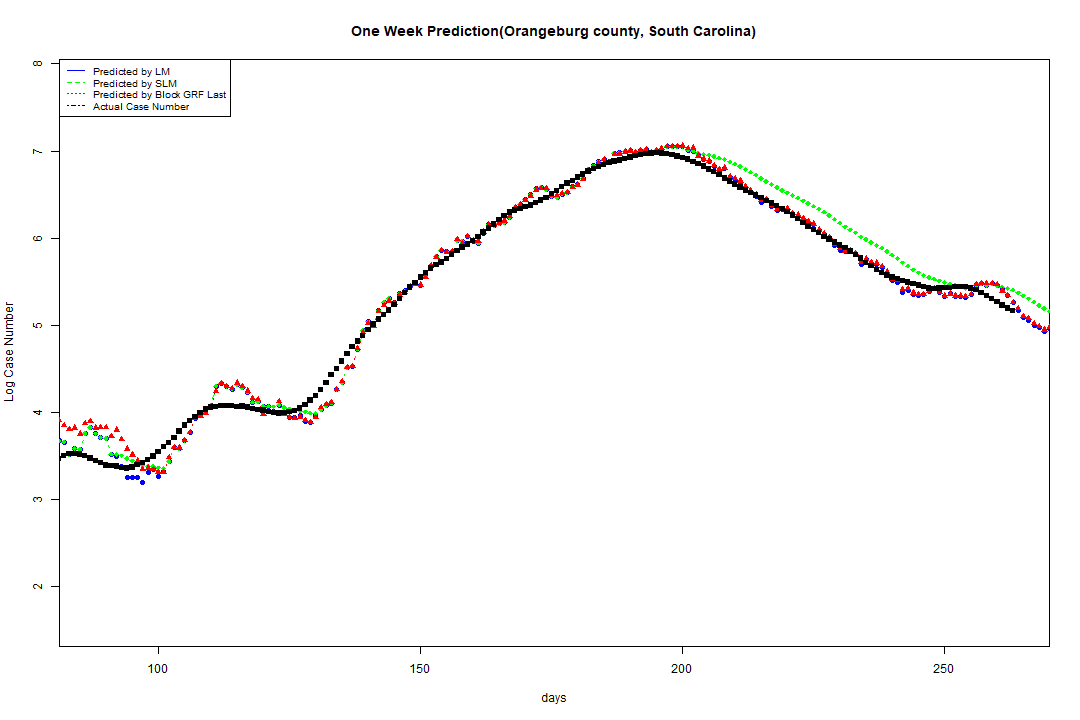 One Week Prediction(Orangeburg county, South Carolina)
Predicted by LM
Predicted by SLM
Predicted by Block GRF Last
Actual Case Number
8
7
6
5
4
3
2
Log Case Number
100
150
200
250
days